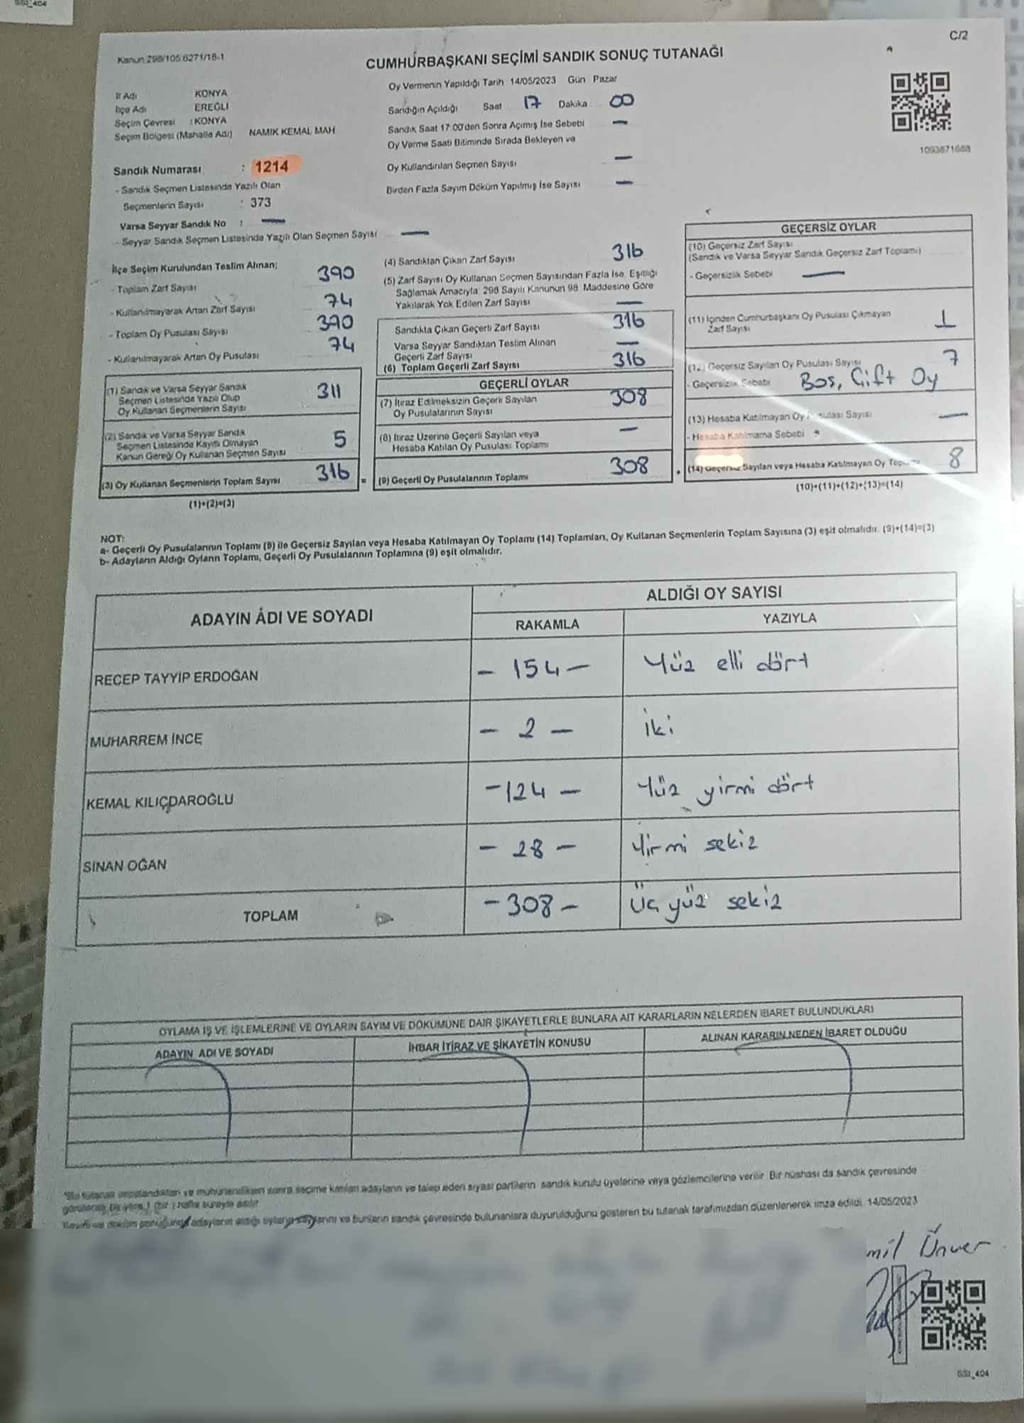 SSI_404
C/2
Kanun: 298/105 6271/18-1
CUMHURBAŞKANI SEÇİMİ SANDIK SONUÇ TUTANAĞI
Oy Vermenin Yapıldığı Tarih 14/05/2023 Gün Pazar
İl Adı KONYA
İlçe Adı EREĞLİ
Seçim Çevresi : KONYA
Seçim Bölgesi (Mahalle Adı) NAMIK KEMAL MAH
Sandığın Açıldığı Saat 17 Dakika 00
Sandık Saat 17:00'den Sonra Açılmış İse Sebebi —
Oy Verme Saati Bitiminde Sırada Bekleyen ve
Oy Kullandırılan Seçmen Sayısı —
Birden Fazla Sayım Döküm Yapılmış İse Sayısı —
1093871688
Sandık Numarası : 1214
- Sandık Seçmen Listesinde Yazılı Olan
Seçmenlerin Sayısı : 373
Varsa Seyyar Sandık No : —
- Seyyar Sandık Seçmen Listesinde Yazılı Olan Seçmen Sayısı —
İlçe Seçim Kurulundan Teslim Alınan;
- Toplam Zarf Sayısı 390
- Kullanılmayarak Artan Zarf Sayısı 74
- Toplam Oy Pusulası Sayısı 390
- Kullanılmayarak Artan Oy Pusulası 74
(1) Sandık ve Varsa Seyyar Sandık
Seçmen Listesinde Yazılı Olup
Oy Kullanan Seçmenlerin Sayısı 311
(2) Sandık ve Varsa Seyyar Sandık
Seçmen Listesinde Kayıtlı Olmayan
Kanun Gereği Oy Kullanan Seçmen Sayısı 5
(3) Oy Kullanan Seçmenlerin Toplam Sayısı 316 =
(1)+(2)=(3)
(4) Sandıktan Çıkan Zarf Sayısı 316
(5) Zarf Sayısı Oy Kullanan Seçmen Sayısından Fazla İse, Eşitliği
Sağlamak Amacıyla 298 Sayılı Kanunun 98. Maddesine Göre
Yakılarak Yok Edilen Zarf Sayısı —
Sandıkta Çıkan Geçerli Zarf Sayısı 316
Varsa Seyyar Sandıktan Teslim Alınan
Geçerli Zarf Sayısı —
(6) Toplam Geçerli Zarf Sayısı 316
GEÇERLİ OYLAR
(7) İtiraz Edilmeksizin Geçerli Sayılan
Oy Pusulalarının Sayısı 308
(8) İtiraz Üzerine Geçerli Sayılan veya
Hesaba Katılan Oy Pusulası Toplamı —
(9) Geçerli Oy Pusulalarının Toplamı 308 +
GEÇERSİZ OYLAR
(10) Geçersiz Zarf Sayısı
(Sandık ve Varsa Seyyar Sandık Geçersiz Zarf Toplamı)
- Geçersizlik Sebebi —
(11) İçinden Cumhurbaşkanı Oy Pusulası Çıkmayan
Zarf Sayısı 1
Geçersiz Sayılan Oy Pusulası Sayısı 7
- Geçersizlik Sebebi Boş, Çift Oy
(13) Hesaba Katılmayan Oy Pusulası Sayısı —
- Hesaba Katılmama Sebebi
(14) Geçersiz Sayılan veya Hesaba Katılmayan Oy Toplamı 8
(10)+(11)+(12)+(13)=(14)
NOT:
a- Geçerli Oy Pusulalarının Toplamı (9) ile Geçersiz Sayılan veya Hesaba Katılmayan Oy Toplamı (14) Toplamları, Oy Kullanan Seçmenlerin Toplam Sayısına (3) eşit olmalıdır. (9)+(14)=(3)
b- Adayların Aldığı Oyların Toplamı, Geçerli Oy Pusulalarının Toplamına (9) eşit olmalıdır.
ADAYIN ADI VE SOYADI ALDIĞI OY SAYISI
RAKAMLA YAZIYLA
RECEP TAYYİP ERDOĞAN - 154 - Yüz elli dört
MUHARREM İNCE - 2 - İki
KEMAL KILIÇDAROĞLU - 124 - Yüz yirmi dört
SİNAN OĞAN - 28 - Yirmi sekiz
TOPLAM - 308 - Üç yüz sekiz
OYLAMA İŞ VE İŞLEMLERİNE VE OYLARIN SAYIM VE DÖKÜMÜNE DAİR ŞİKAYETLERLE BUNLARA AİT KARARLARIN NELERDEN İBARET BULUNDUKLARI
ADAYIN ADI VE SOYADI İHBAR İTİRAZ VE ŞİKAYETİN KONUSU ALINAN KARARIN NEDEN İBARET OLDUĞU
ve mühürlendikten sonra seçime katılan adayların ve talep eden siyasi partilerin sandık kurulu üyelerine veya gözlemcilerine verilir. Bir nüshası da sandık çevresinde
adayların aldığı oyların sayılarını ve bunların sandık çevresinde bulunanlara duyurulduğunu gösteren bu tutanak tarafımızdan düzenlenerek imza edildi. 14/05/2023
mil Ünver
SSI_404